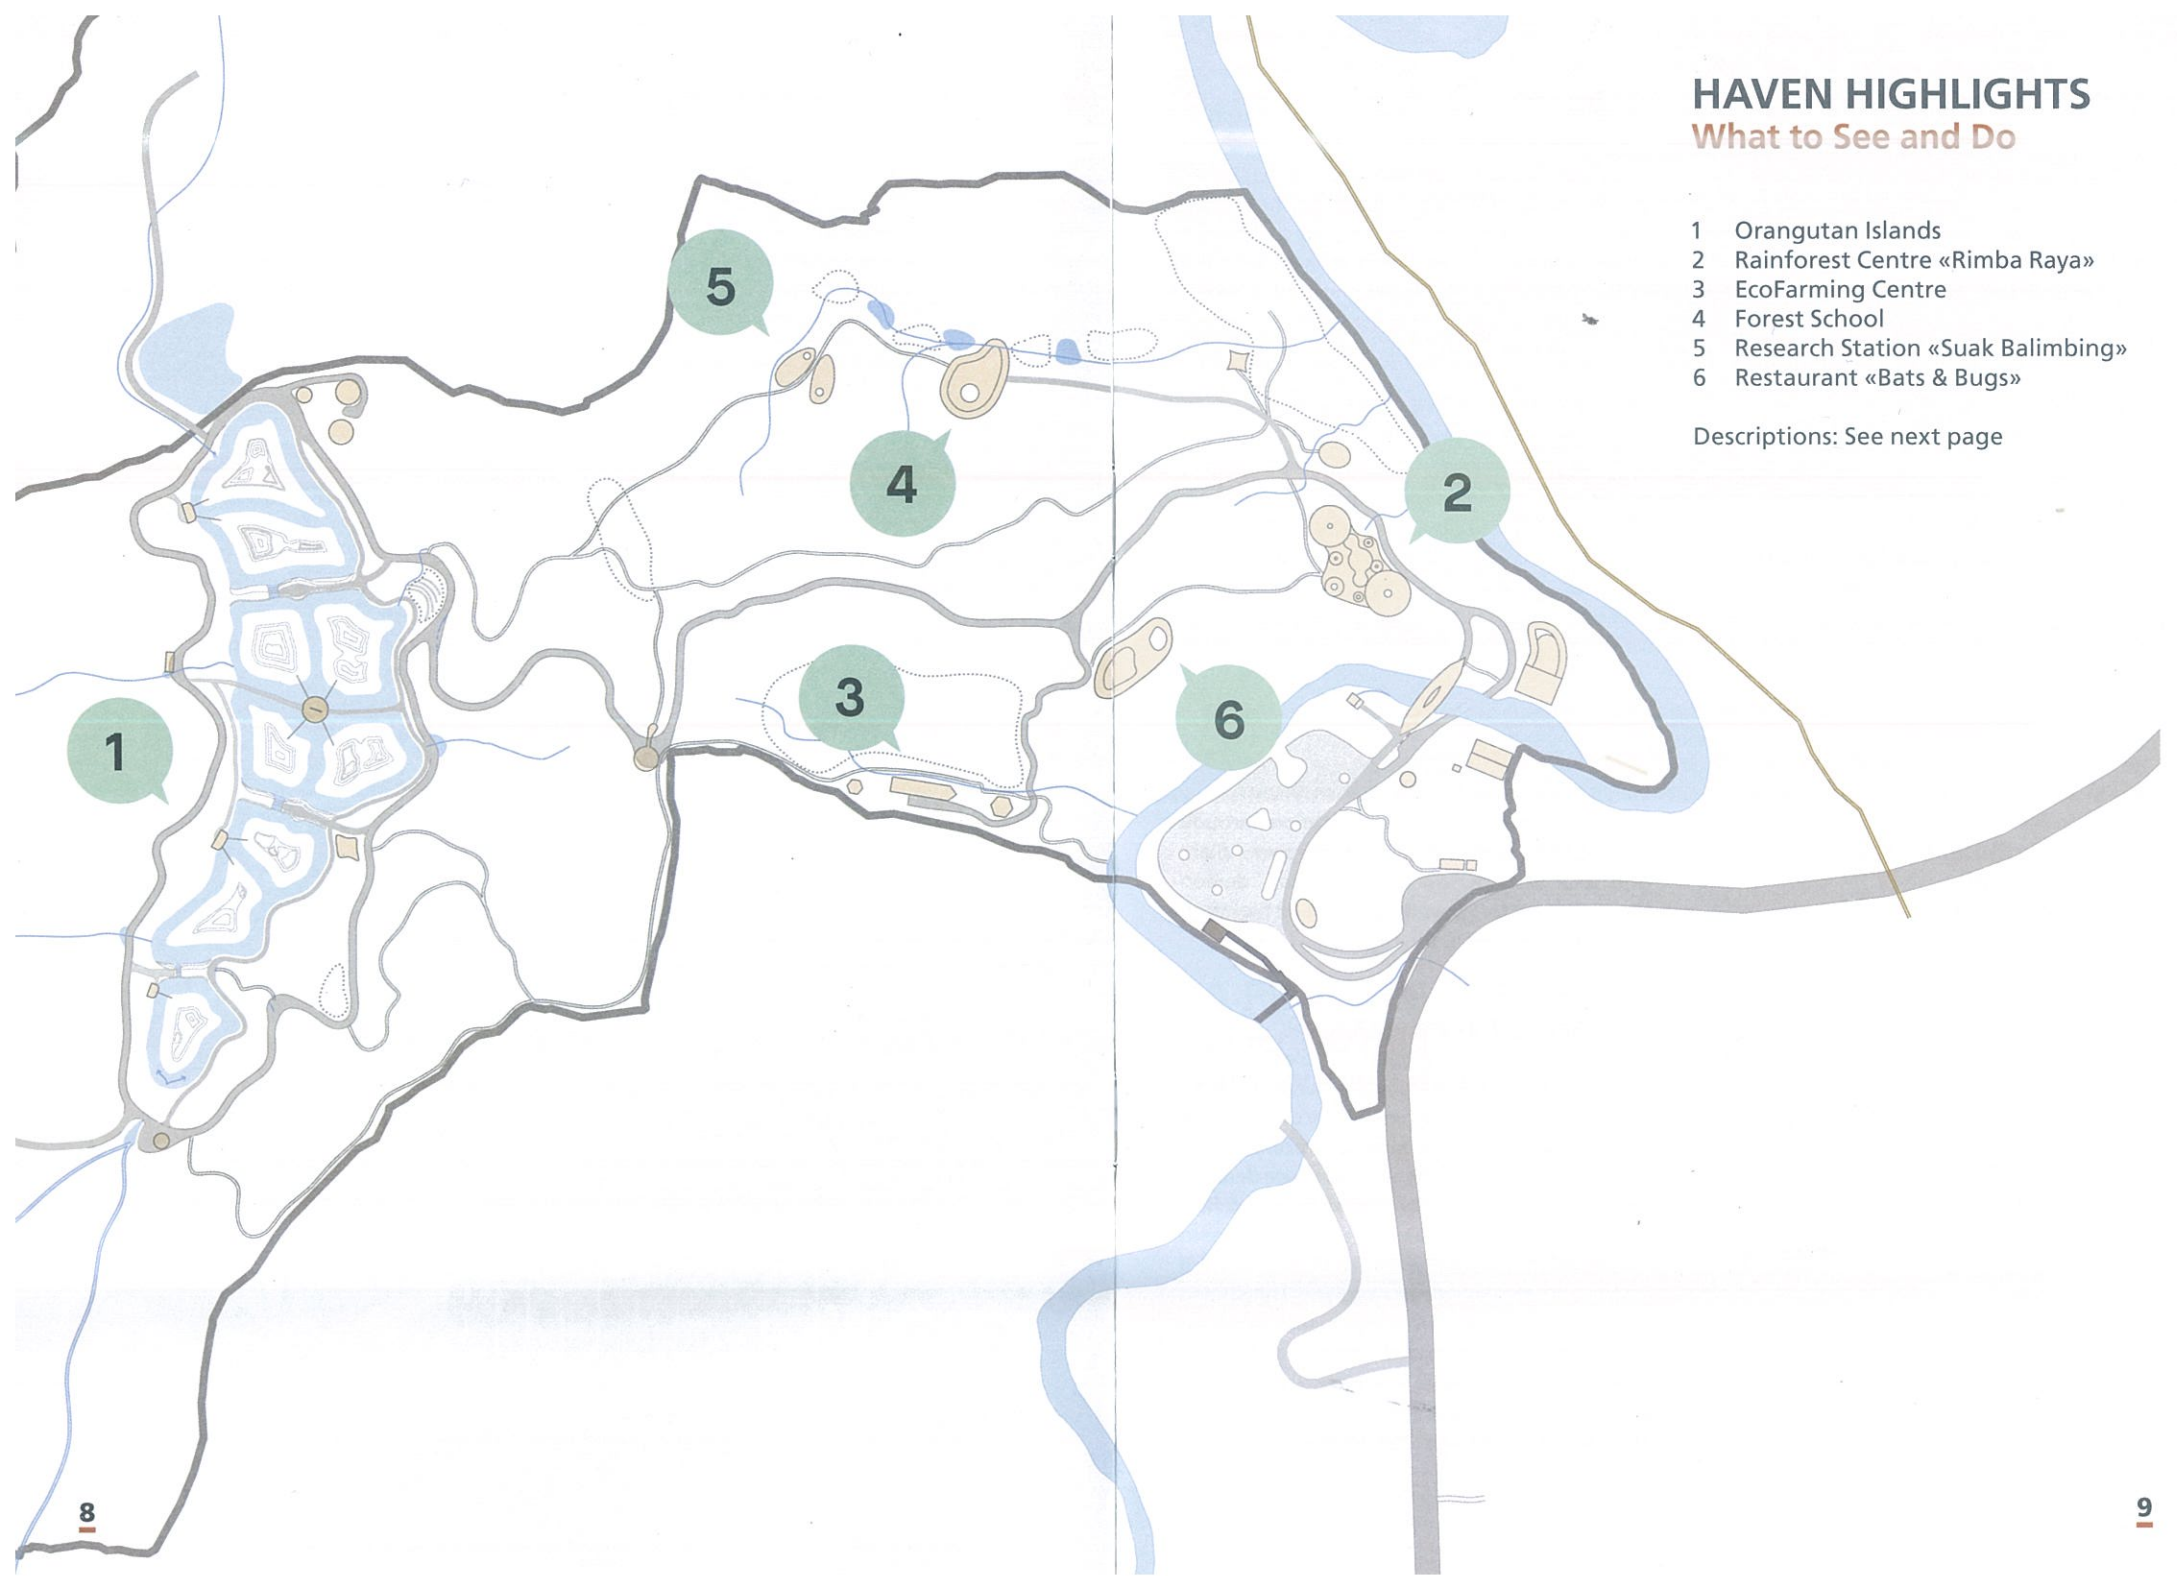 HAVEN HIGHLIGHTS
What to See and Do
1 Orangutan Islands
2 Rainforest Centre «Rimba Raya»
3 EcoFarming Centre
4 Forest School
5 Research Station «Suak Balimbing»
6 Restaurant «Bats & Bugs»
Descriptions: See next page
5
4
2
3
6
1
8
9